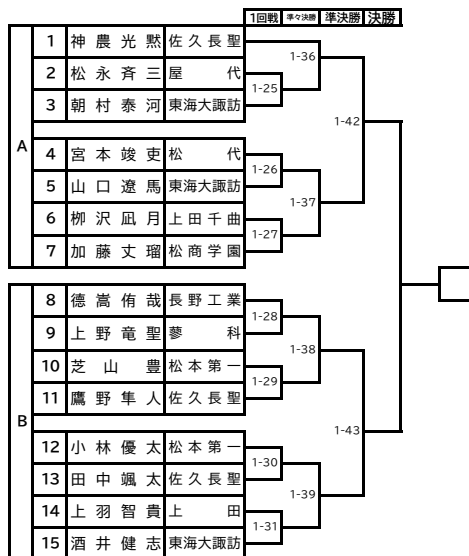 1回戦 準々決勝 準決勝 決勝
A
1 神農光黙 佐久長聖
2 松永斉三 屋代
3 朝村泰河 東海大諏訪
4 宮本竣吏 松代
5 山口遼馬 東海大諏訪
6 栁沢凪月 上田千曲
7 加藤丈瑠 松商学園
1-36
1-25
1-42
1-26
1-37
1-27
B
8 德嵩侑哉 長野工業
9 上野竜聖 蓼科
10 芝山豊 松本第一
11 鷹野隼人 佐久長聖
12 小林優太 松本第一
13 田中颯太 佐久長聖
14 上羽智貴 上田
15 酒井健志 東海大諏訪
1-28
1-38
1-29
1-43
1-30
1-39
1-31